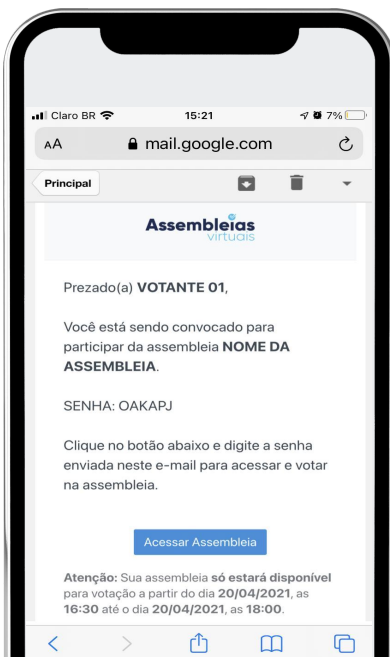 Claro BR 15:21 7%
AA mail.google.com
Principal
Assembleias
virtuais
Prezado(a) VOTANTE 01,
Você está sendo convocado para
participar da assembleia NOME DA
ASSEMBLEIA.
SENHA: OAKAPJ
Clique no botão abaixo e digite a senha
enviada neste e-mail para acessar e votar
na assembleia.
Acessar Assembleia
Atenção: Sua assembleia só estará disponível
para votação a partir do dia 20/04/2021, as
16:30 até o dia 20/04/2021, as 18:00.